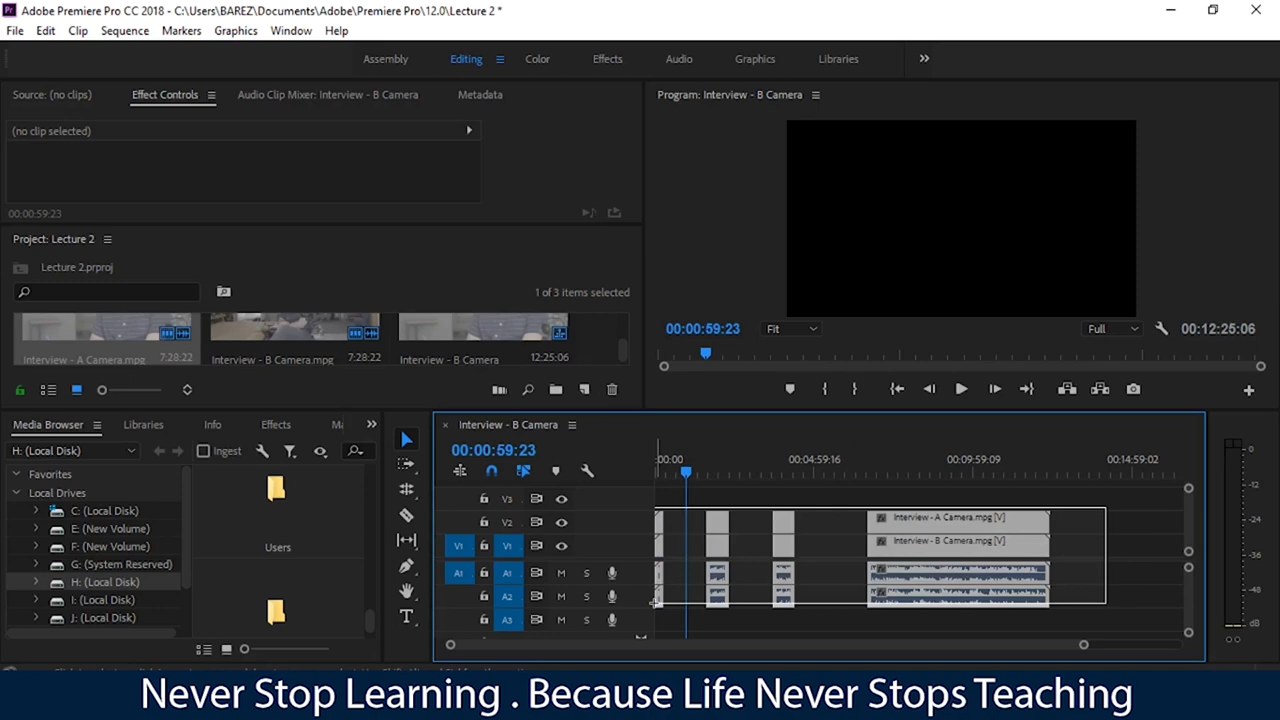 Adobe Premiere Pro CC 2018 - C:\Users\BAREZ\Documents\Adobe\Premiere Pro\12.0\Lecture 2 *
File Edit Clip Sequence Markers Graphics Window Help
Assembly Editing Color Effects Audio Graphics Libraries
Source: (no clips) Effect Controls Audio Clip Mixer: Interview - B Camera Metadata
(no clip selected)
00:00:59:23
Program: Interview - B Camera
00:00:59:23 Fit Full 00:12:25:06
Project: Lecture 2
Lecture 2.prproj
1 of 3 items selected
Interview - A Camera.mpg 7:28:22 Interview - B Camera.mpg 7:28:22 Interview - B Camera 12:25:06
Media Browser Libraries Info Effects Ma
H: (Local Disk) Ingest
Favorites
Local Drives
C: (Local Disk)
E: (New Volume)
F: (New Volume)
G: (System Reserved)
H: (Local Disk)
I: (Local Disk)
J: (Local Disk)
Users
Interview - B Camera
00:00:59:23
:00:00 00:04:59:16 00:09:59:09 00:14:59:02
V3
V2 Interview - A Camera.mpg [V]
V1 V1 Interview - B Camera.mpg [V]
A1 A1 M S
A2 M S
A3 M S
0
-12
-24
-36
-48
dB
Never Stop Learning . Because Life Never Stops Teaching